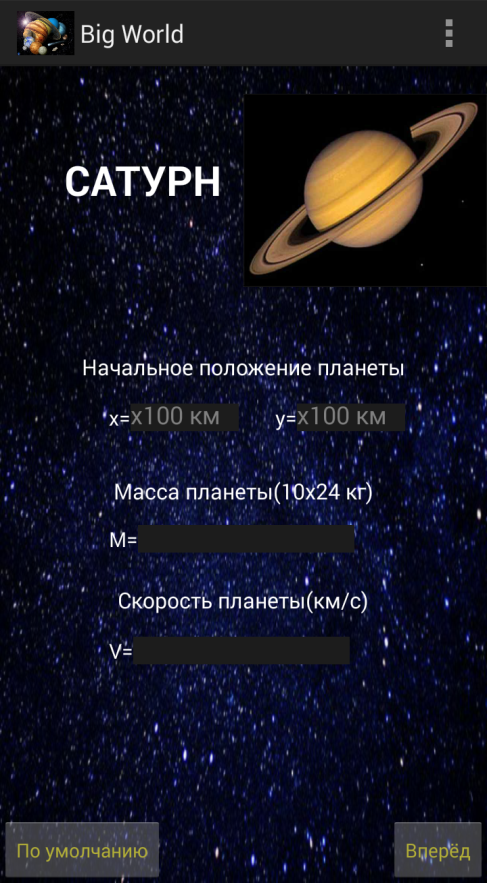 Big World
САТУРН
Начальное положение планеты
x=x100 км y=x100 км
Масса планеты(10x24 кг)
M=
Скорость планеты(км/с)
V=
По умолчанию Вперёд